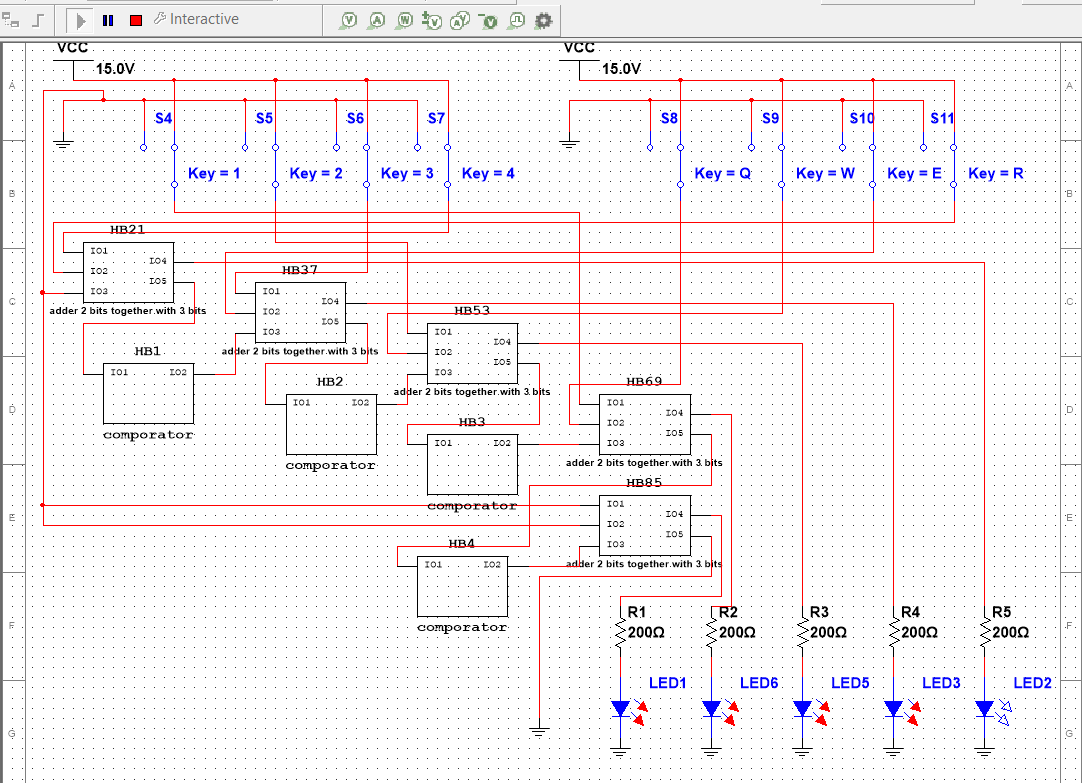 Interactive
VCC
15.0V
VCC
15.0V
A
A
S4
S5
S6
S7
S8
S9
S10
S11
Key = 1
Key = 2
Key = 3
Key = 4
Key = Q
Key = W
Key = E
Key = R
B
B
HB21
IO1
IO2
IO3
IO4
IO5
adder 2 bits together with 3 bits
HB37
IO1
IO2
IO3
IO4
IO5
adder 2 bits together with 3 bits
C
C
HB53
IO1
IO2
IO3
IO4
IO5
adder 2 bits together with 3 bits
HB1
IO1 IO2
comporator
HB2
IO1 IO2
comporator
D
D
HB69
IO1
IO2
IO3
IO4
IO5
adder 2 bits together with 3 bits
HB3
IO1 IO2
comporator
HB85
IO1
IO2
IO3
IO4
IO5
adder 2 bits together with 3 bits
E
E
HB4
IO1 IO2
comporator
F
F
R1
200Ω
R2
200Ω
R3
200Ω
R4
200Ω
R5
200Ω
LED1
LED6
LED5
LED3
LED2
G
G